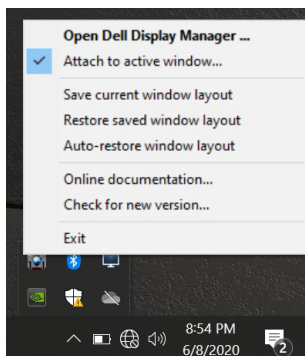 Open Dell Display Manager ...
Attach to active window...
Save current window layout
Restore saved window layout
Auto-restore window layout
Online documentation...
Check for new version...
Exit
8:54 PM
6/8/2020
2